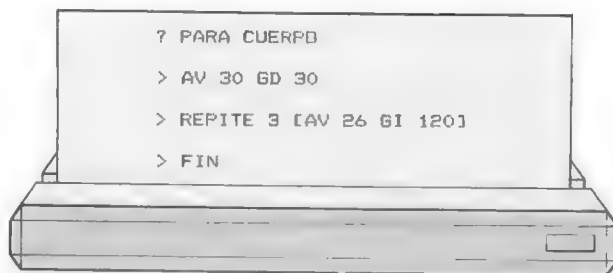 ? PARA CUERPO
> AV 30 GD 30
> REPITE 3 [AV 26 GI 120]
> FIN